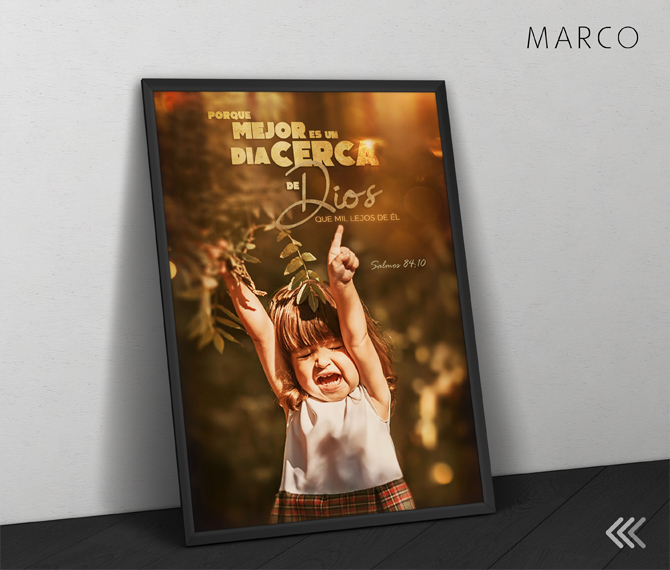 MARCO
PORQUE
MEJOR ES UN
DIA CERCA
DE Dios
QUE MIL LEJOS DE ÉL
Salmos 84:10